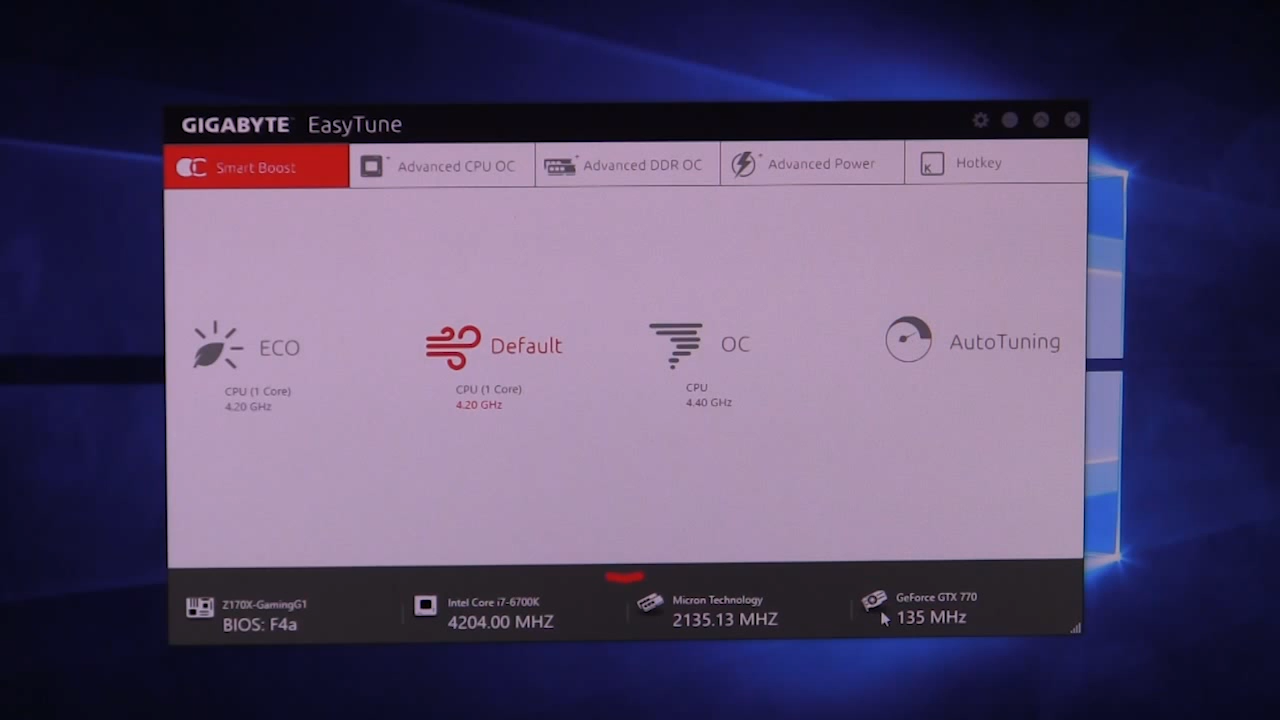 GIGABYTE EasyTune
Smart Boost
Advanced CPU OC
Advanced DDR OC
Advanced Power
K Hotkey
ECO
CPU (1 Core)
4.20 GHz
Default
CPU (1 Core)
4.20 GHz
OC
CPU
4.40 GHz
AutoTuning
Z170X-GamingG1
BIOS: F4a
Intel Core i7-6700K
4204.00 MHZ
Micron Technology
2135.13 MHZ
GeForce GTX 770
135 MHz